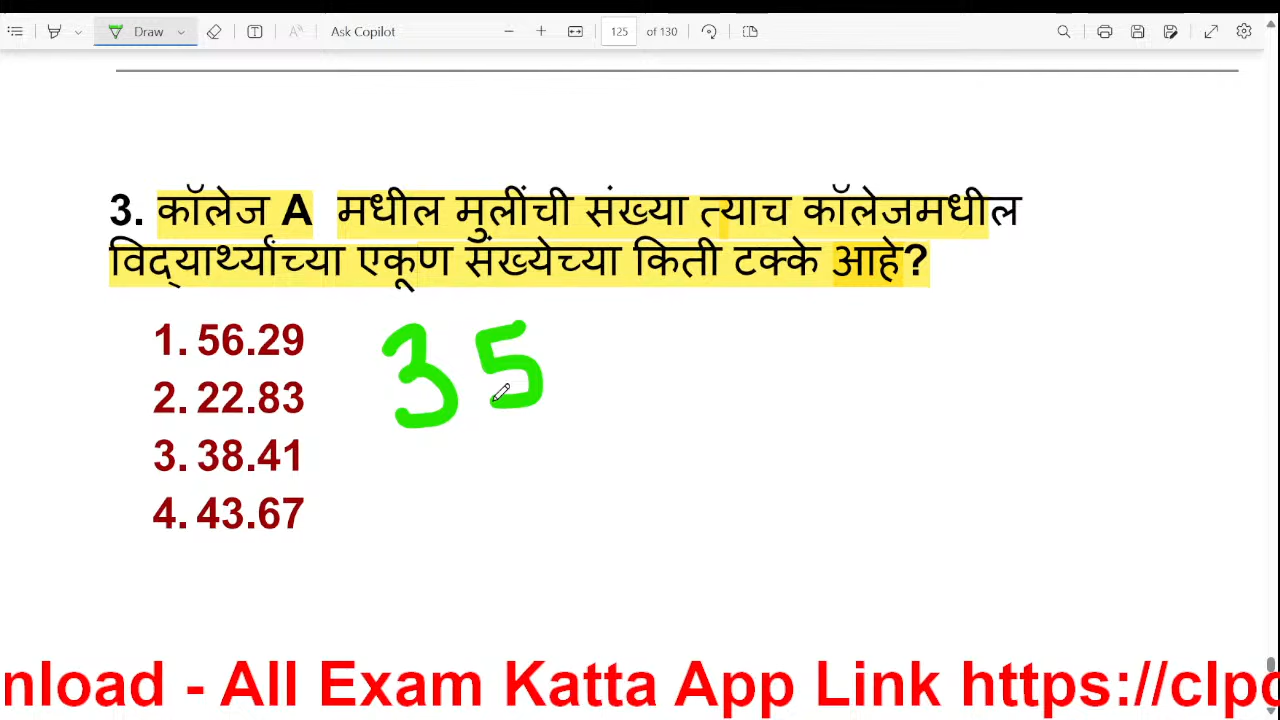 Draw
Ask Copilot
125 of 130
3. कॉलेज A मधील मुलींची संख्या त्याच कॉलेजमधील
विद्यार्थ्यांच्या एकूण संख्येच्या किती टक्के आहे?
1. 56.29
2. 22.83
3. 38.41
4. 43.67
35
nload - All Exam Katta App Link https://clp